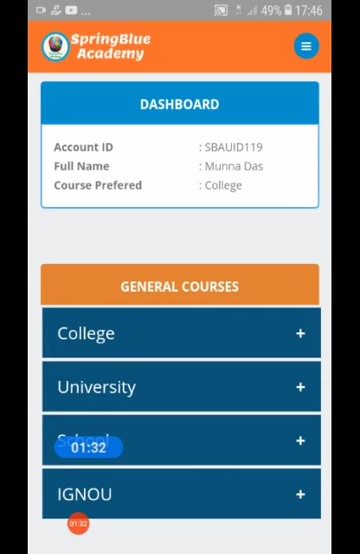 ... 49% 17:46
SpringBlue
Academy
DASHBOARD
Account ID : SBAUID119
Full Name : Munna Das
Course Prefered : College
GENERAL COURSES
College +
University +
School +
01:32
IGNOU +
01:32